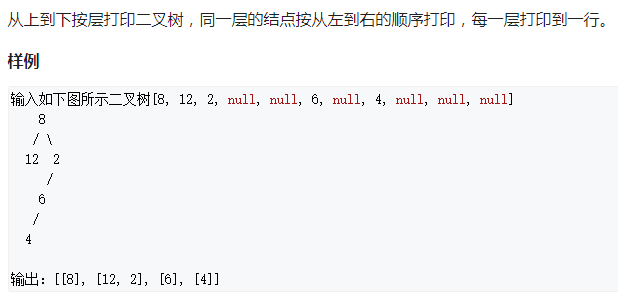 从上到下按层打印二叉树，同一层的结点按从左到右的顺序打印，每一层打印到一行。
样例
输入如下图所示二叉树[8, 12, 2, null, null, 6, null, 4, null, null, null]
    8
   / \
  12  2
     /
    6
   /
  4
输出：[[8], [12, 2], [6], [4]]